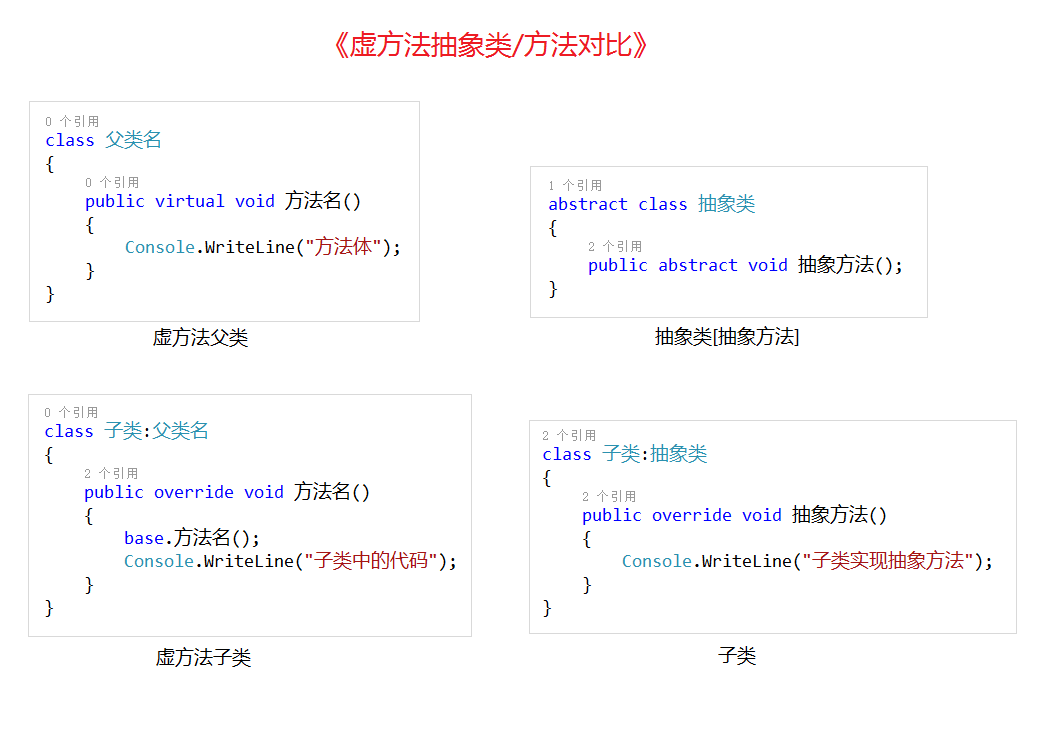 《虚方法抽象类/方法对比》
0 个引用
class 父类名
{
0 个引用
public virtual void 方法名()
{
Console.WriteLine("方法体");
}
}
虚方法父类
1 个引用
abstract class 抽象类
{
2 个引用
public abstract void 抽象方法();
}
抽象类[抽象方法]
0 个引用
class 子类:父类名
{
2 个引用
public override void 方法名()
{
base.方法名();
Console.WriteLine("子类中的代码");
}
}
虚方法子类
2 个引用
class 子类:抽象类
{
2 个引用
public override void 抽象方法()
{
Console.WriteLine("子类实现抽象方法");
}
}
子类